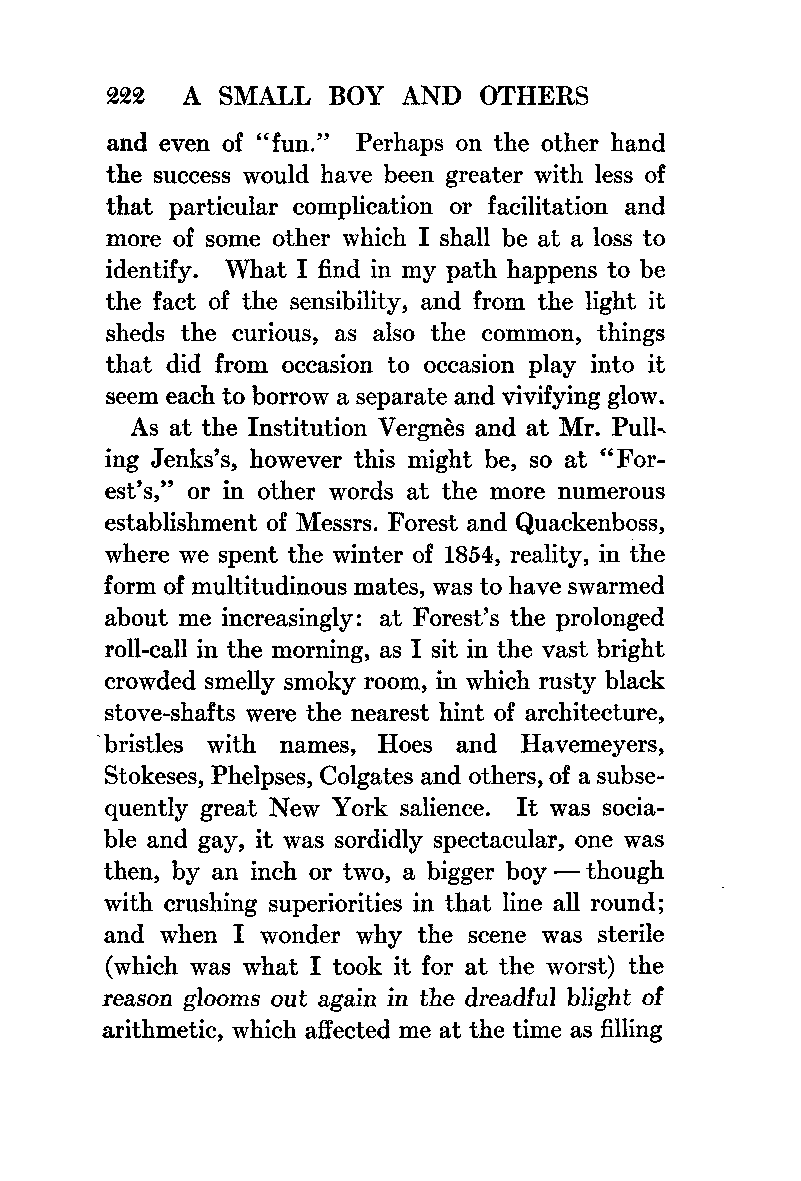 222 A SMALL BOY AND OTHERS
and even of “fun.” Perhaps on the other hand
the success would have been greater with less of
that particular complication or facilitation and
more of some other which I shall be at a loss to
identify. What I find in my path happens to be
the fact of the sensibility, and from the light it
sheds the curious, as also the common, things
that did from occasion to occasion play into it
seem each to borrow a separate and vivifying glow.
As at the Institution Vergnès and at Mr. Pull-
ing Jenks’s, however this might be, so at “For-
est’s,” or in other words at the more numerous
establishment of Messrs. Forest and Quackenboss,
where we spent the winter of 1854, reality, in the
form of multitudinous mates, was to have swarmed
about me increasingly: at Forest’s the prolonged
roll-call in the morning, as I sit in the vast bright
crowded smelly smoky room, in which rusty black
stove-shafts were the nearest hint of architecture,
bristles with names, Hoes and Havemeyers,
Stokeses, Phelpses, Colgates and others, of a subse-
quently great New York salience. It was socia-
ble and gay, it was sordidly spectacular, one was
then, by an inch or two, a bigger boy — though
with crushing superiorities in that line all round;
and when I wonder why the scene was sterile
(which was what I took it for at the worst) the
reason glooms out again in the dreadful blight of
arithmetic, which affected me at the time as filling